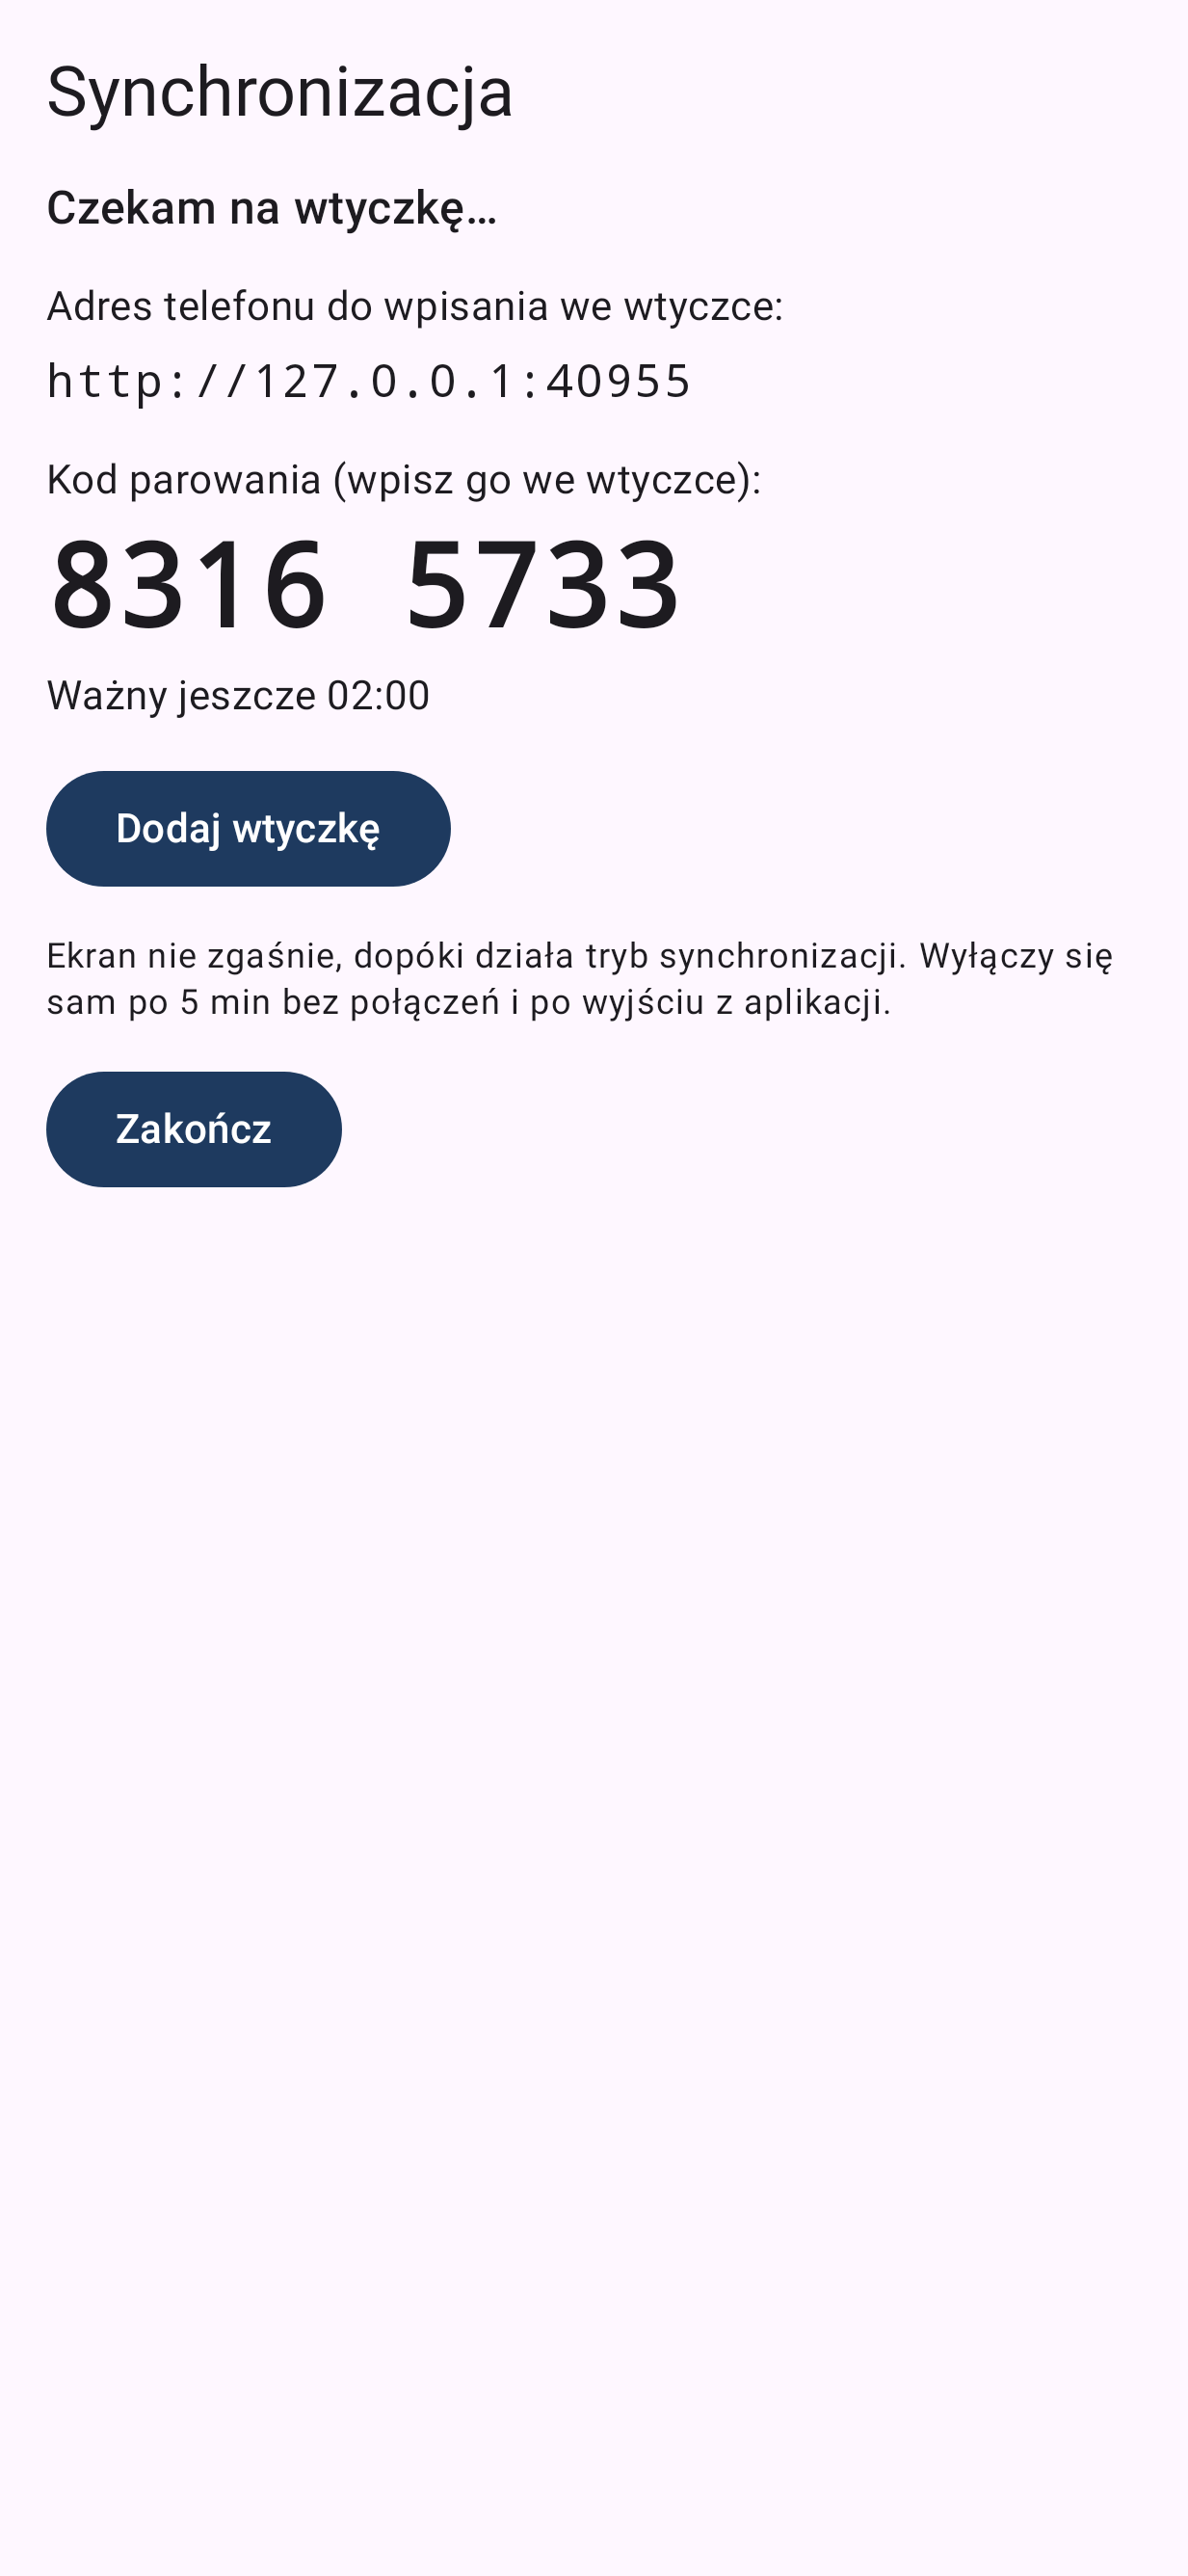 Synchronizacja
Czekam na wtyczkę…
Adres telefonu do wpisania we wtyczce:
http://127.0.0.1:40955
Kod parowania (wpisz go we wtyczce):
8316 5733
Ważny jeszcze 02:00
Dodaj wtyczkę
Ekran nie zgaśnie, dopóki działa tryb synchronizacji. Wyłączy się
sam po 5 min bez połączeń i po wyjściu z aplikacji.
Zakończ